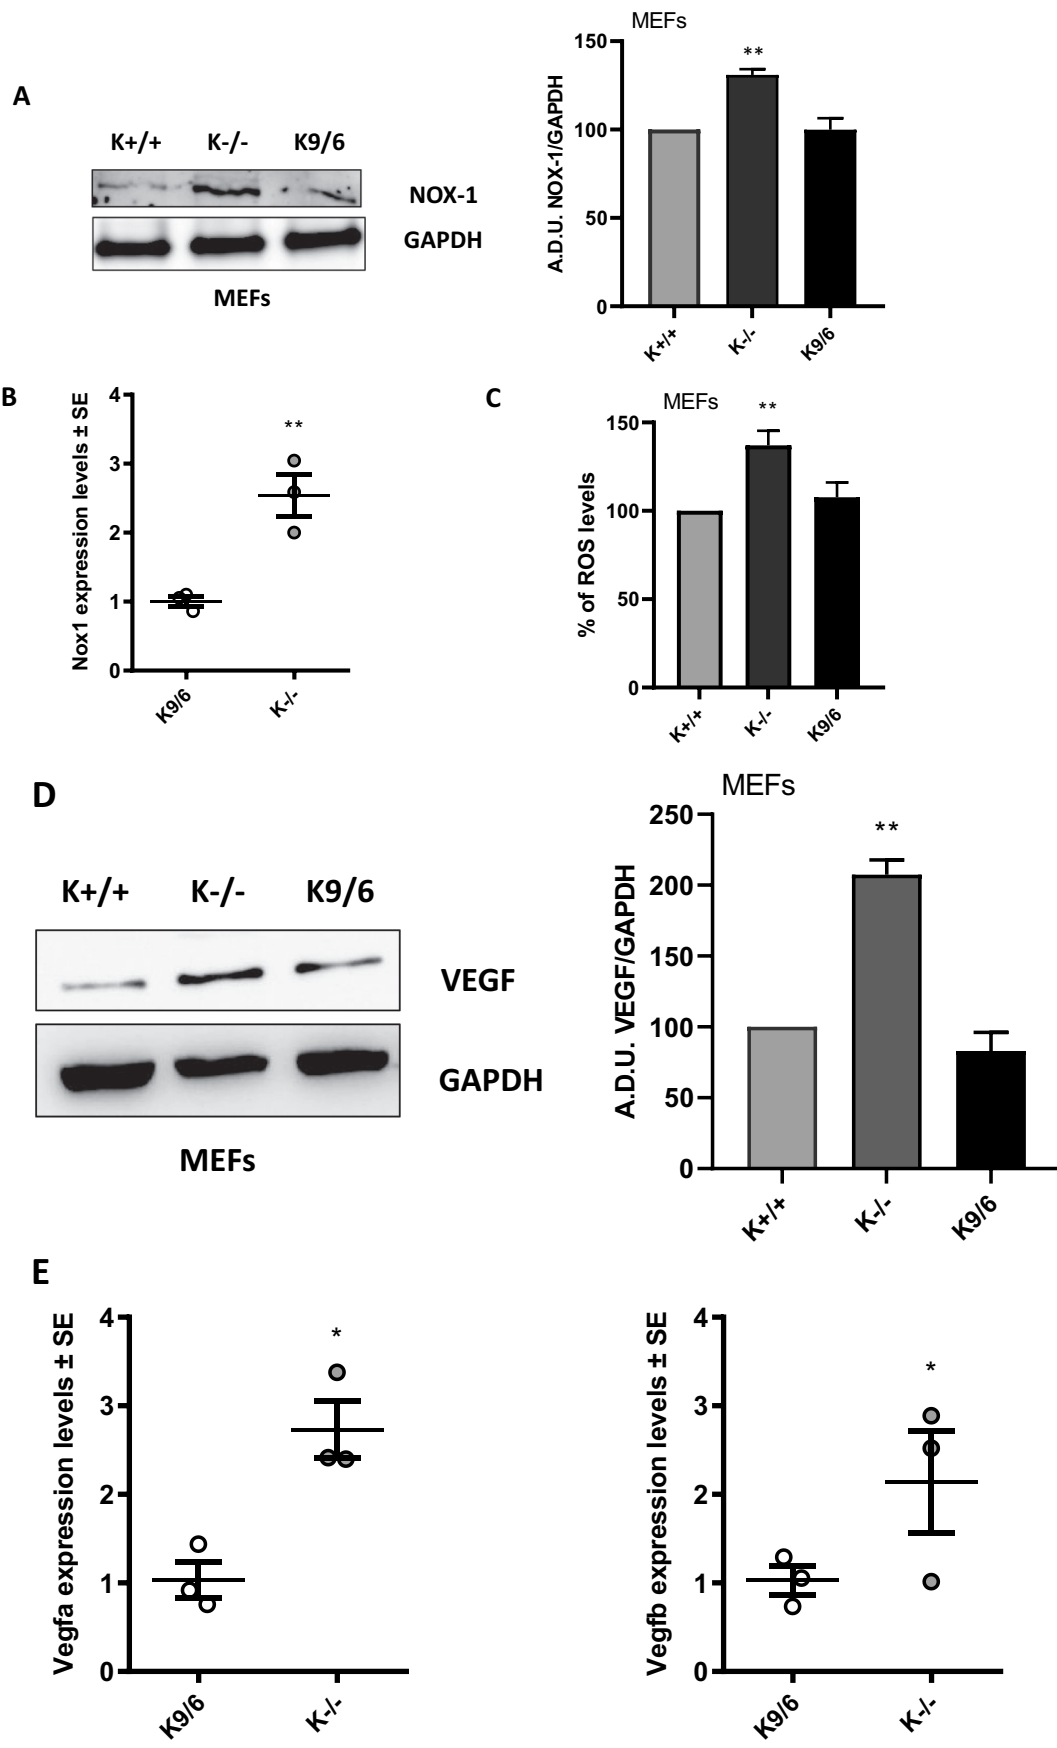 A
K+/+ K-/- K9/6
NOX-1
GAPDH
MEFs
MEFs
A.D.U. NOX-1/GAPDH
150
100
50
0
**
K+/+ K-/- K9/6
B
Nox1 expression levels ± SE
4
3
2
1
0
**
K9/6 K-/-
C
MEFs
% of ROS levels
150
100
50
0
**
K+/+ K-/- K9/6
D
K+/+ K-/- K9/6
VEGF
GAPDH
MEFs
MEFs
A.D.U. VEGF/GAPDH
250
200
150
100
50
0
**
K+/+ K-/- K9/6
E
Vegfa expression levels ± SE
4
3
2
1
0
*
K9/6 K-/-
Vegfb expression levels ± SE
4
3
2
1
0
*
K9/6 K-/-